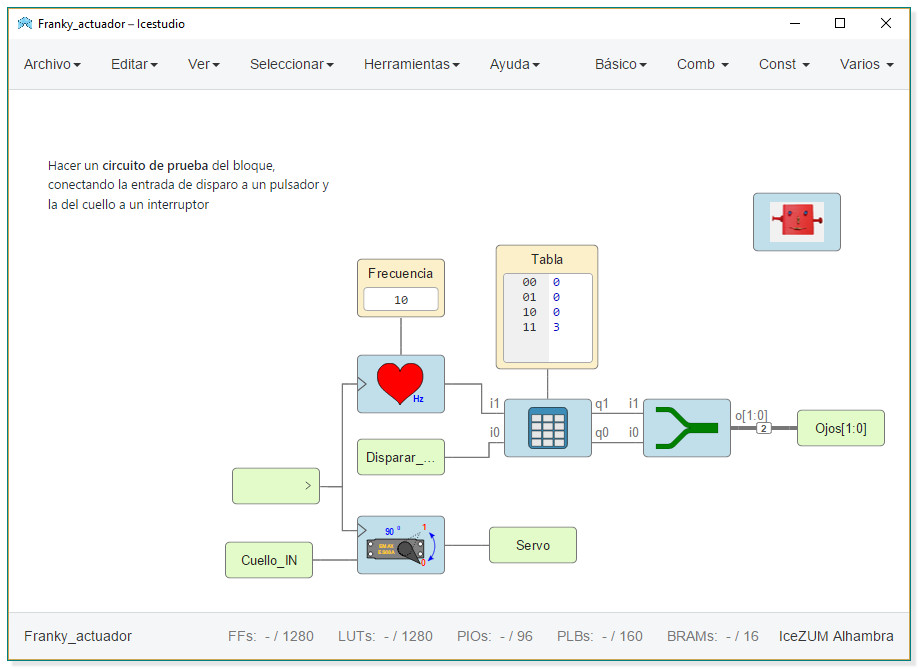 Franky_actuador – Icestudio
Archivo Editar Ver Seleccionar Herramientas Ayuda Básico Comb Const Varios
Hacer un circuito de prueba del bloque,
conectando la entrada de disparo a un pulsador y
la del cuello a un interruptor
Frecuencia
10
Tabla
00 0
01 0
10 0
11 3
Hz
i1 q1 i1
i0 q0 i0
o[1:0]
2
Ojos[1:0]
Disparar_...
90 º 1
0
Servo
Cuello_IN
Franky_actuador FFs: - / 1280 LUTs: - / 1280 PIOs: - / 96 PLBs: - / 160 BRAMs: - / 16 IceZUM Alhambra